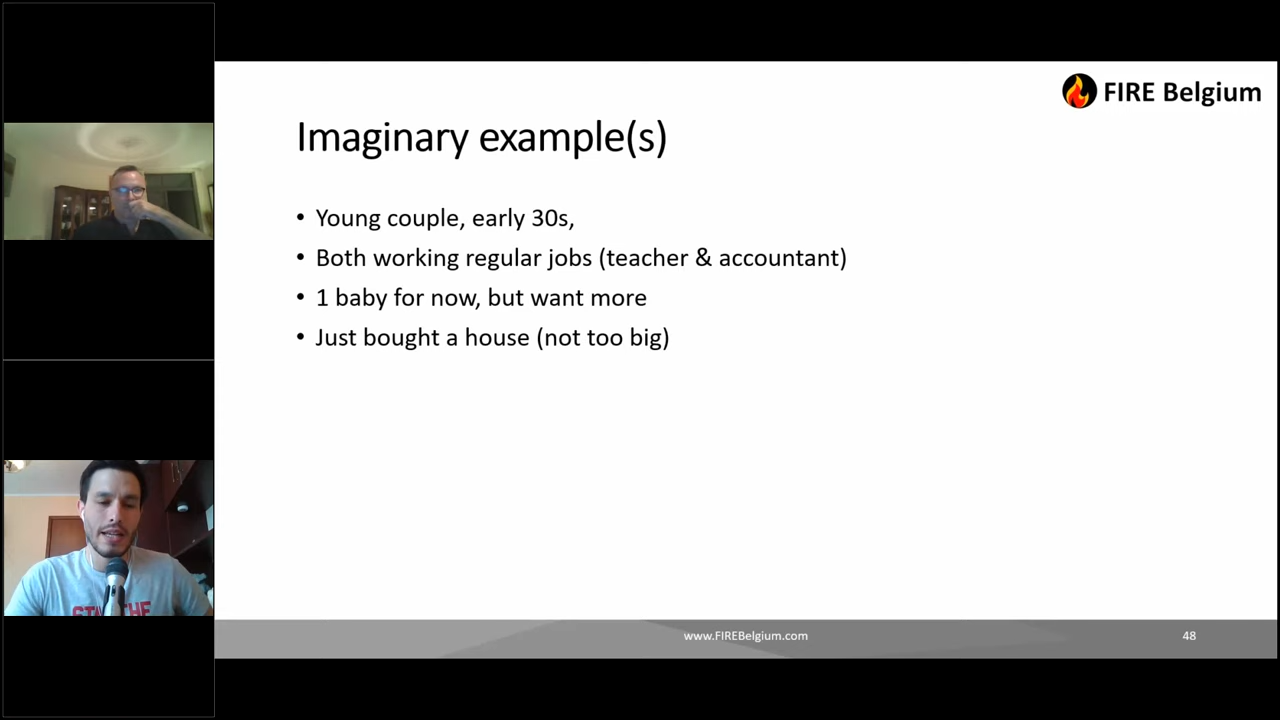 FIRE Belgium
Imaginary example(s)
• Young couple, early 30s,
• Both working regular jobs (teacher & accountant)
• 1 baby for now, but want more
• Just bought a house (not too big)
www.FIREBelgium.com
48